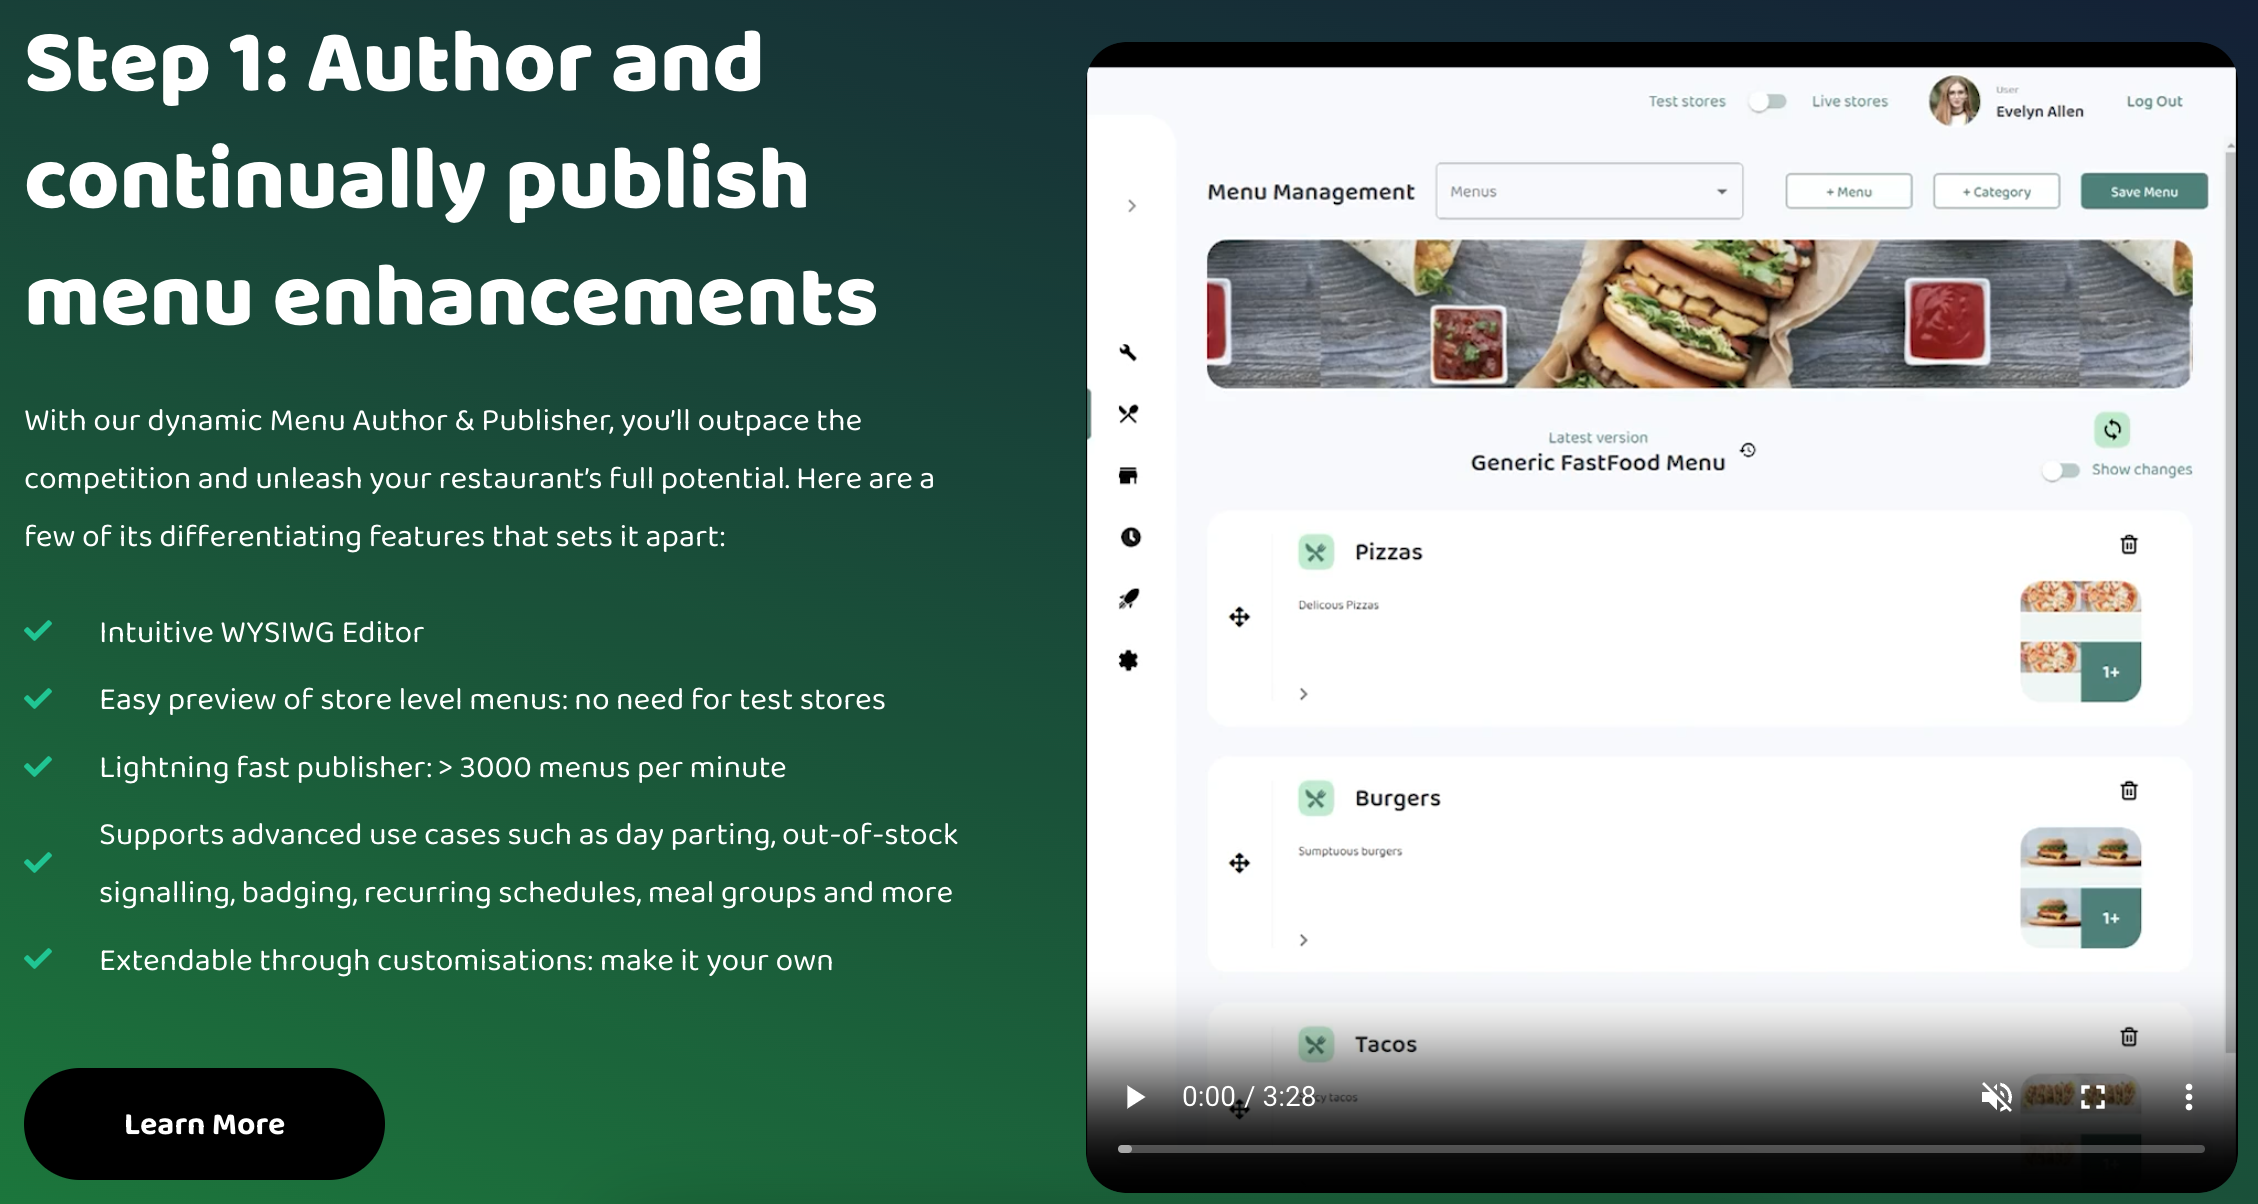 Step 1: Author and
continually publish
menu enhancements
With our dynamic Menu Author & Publisher, you'll outpace the
competition and unleash your restaurant's full potential. Here are a
few of its differentiating features that sets it apart:
Intuitive WYSIWG Editor
Easy preview of store level menus: no need for test stores
Lightning fast publisher: > 3000 menus per minute
Supports advanced use cases such as day parting, out-of-stock
signalling, badging, recurring schedules, meal groups and more
Extendable through customisations: make it your own
Learn More
Test stores
Live stores
User
Evelyn Allen
Log Out
Menu Management
Menus
+ Menu
+ Category
Save Menu
Latest version
Generic FastFood Menu
Show changes
Pizzas
Delicous Pizzas
1+
Burgers
Sumptuous burgers
1+
Tacos
tacos
0:00 / 3:28